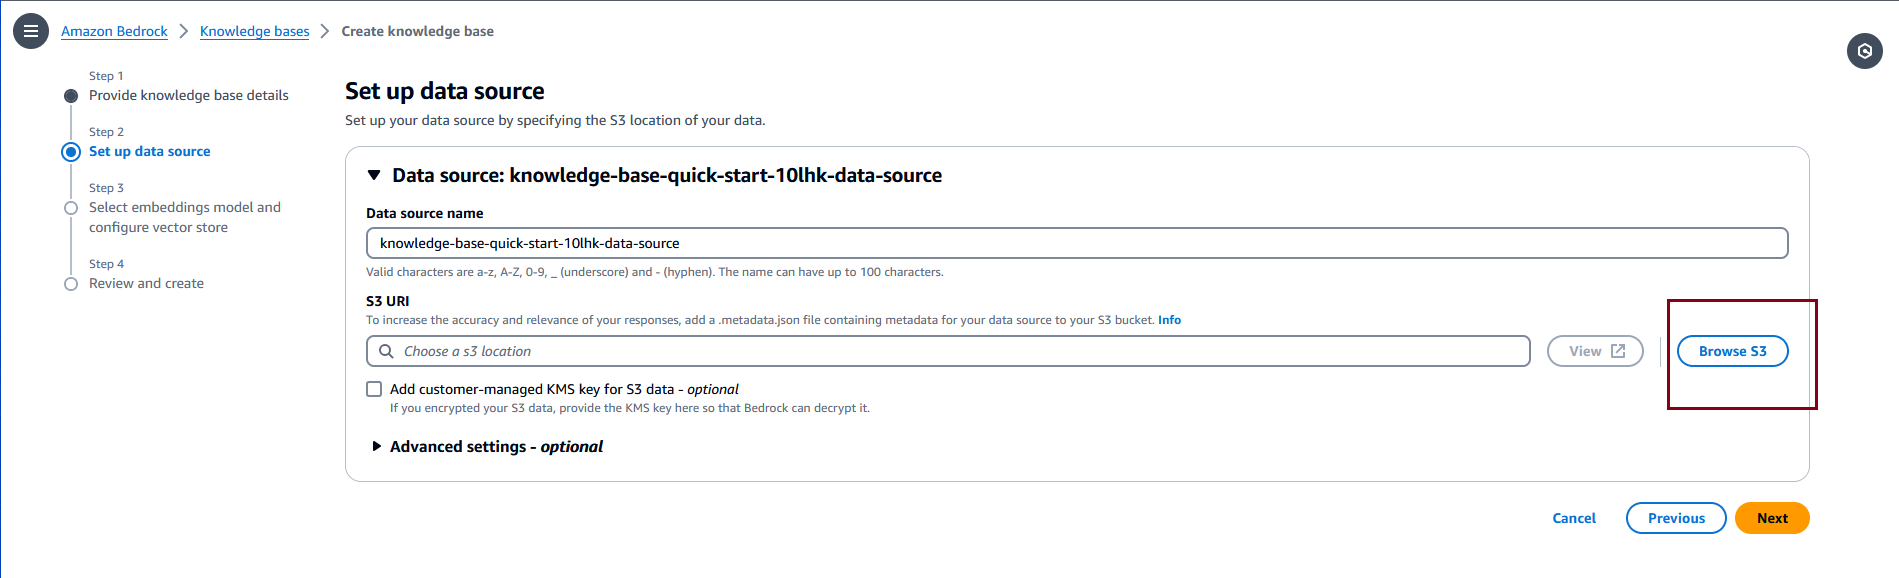 Amazon Bedrock > Knowledge bases > Create knowledge base
Step 1
Provide knowledge base details
Step 2
Set up data source
Step 3
Select embeddings model and
configure vector store
Step 4
Review and create
Set up data source
Set up your data source by specifying the S3 location of your data.
Data source: knowledge-base-quick-start-10lhk-data-source
Data source name
knowledge-base-quick-start-10lhk-data-source
Valid characters are a-z, A-Z, 0-9, _ (underscore) and - (hyphen). The name can have up to 100 characters.
S3 URI
To increase the accuracy and relevance of your responses, add a .metadata.json file containing metadata for your data source to your S3 bucket. Info
Choose a s3 location
View
Browse S3
Add customer-managed KMS key for S3 data - optional
If you encrypted your S3 data, provide the KMS key here so that Bedrock can decrypt it.
Advanced settings - optional
Cancel
Previous
Next